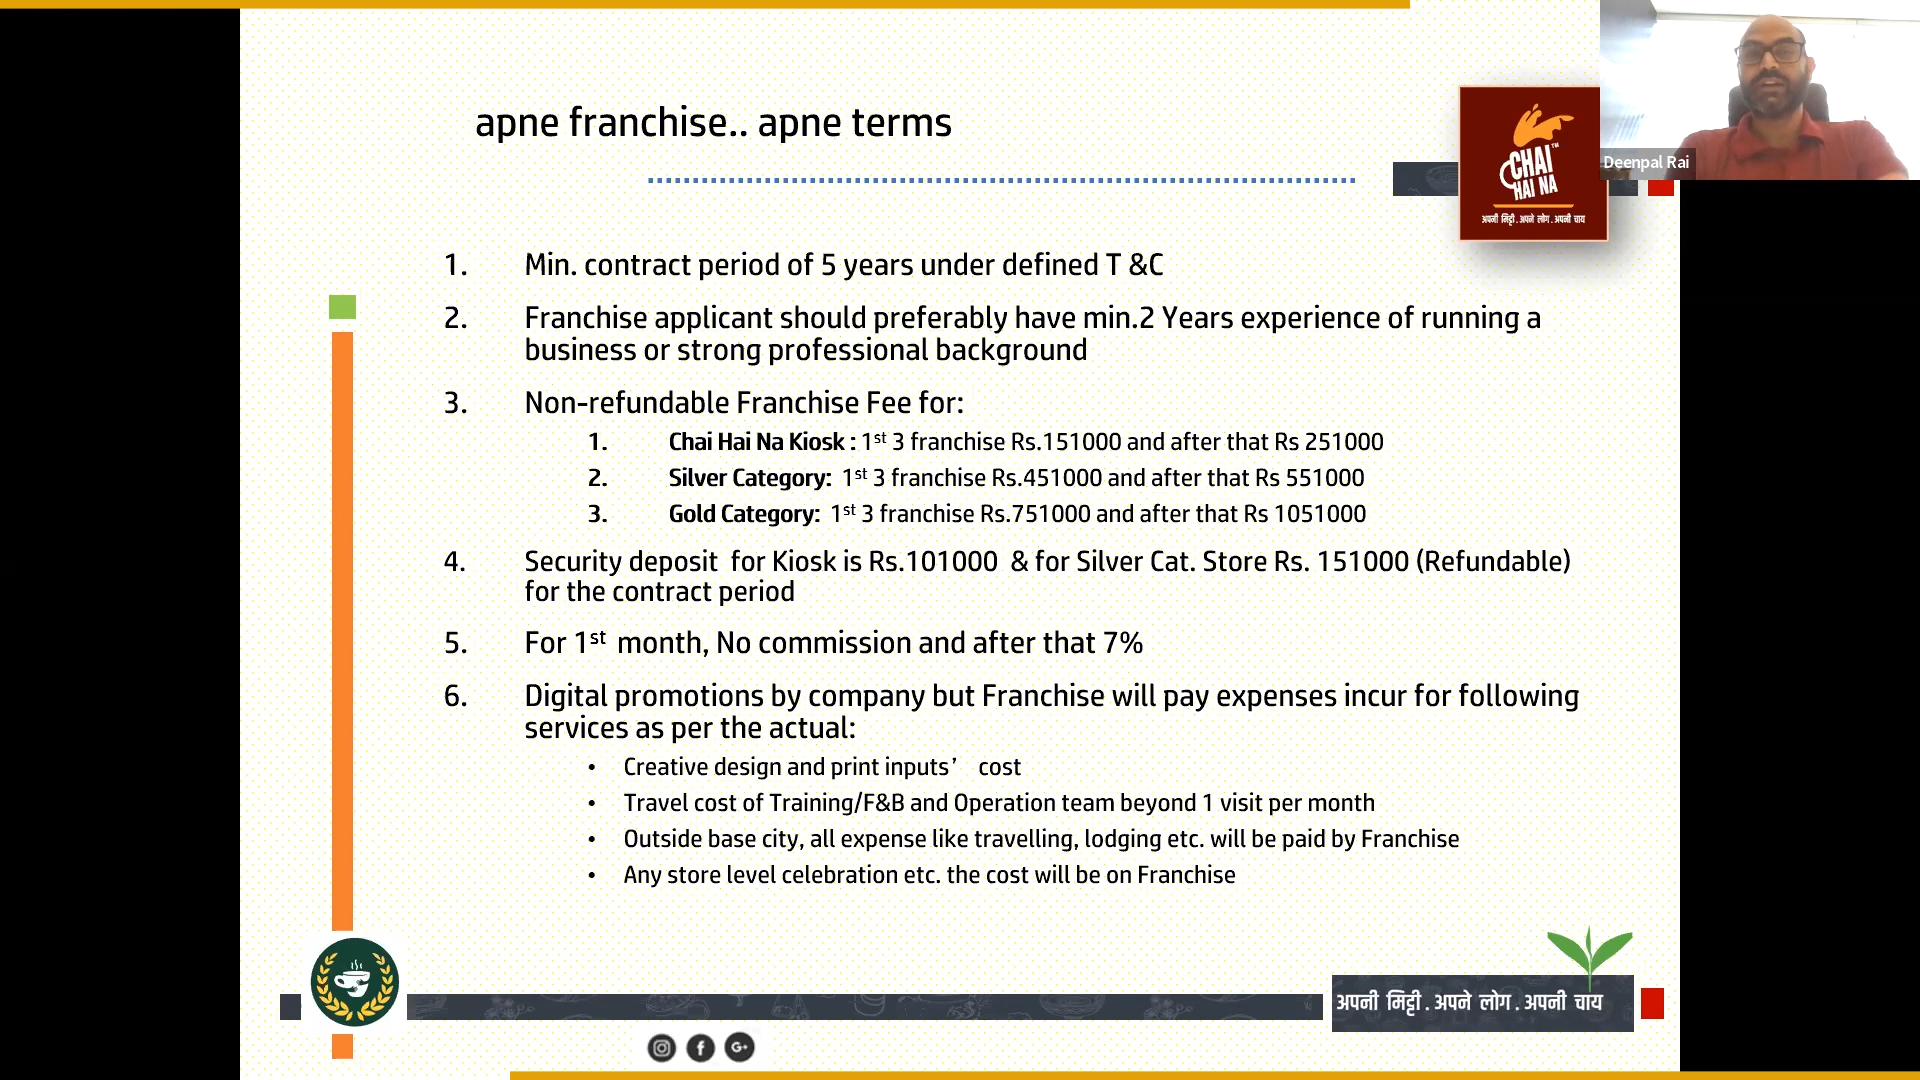 apne franchise.. apne terms
CHAI
HAI NA
™
अपनी मिट्टी . अपने लोग . अपनी चाय
Deenpal Rai
1. Min. contract period of 5 years under defined T &C
2. Franchise applicant should preferably have min.2 Years experience of running a
business or strong professional background
3. Non-refundable Franchise Fee for:
1. Chai Hai Na Kiosk : 1st 3 franchise Rs.151000 and after that Rs 251000
2. Silver Category: 1st 3 franchise Rs.451000 and after that Rs 551000
3. Gold Category: 1st 3 franchise Rs.751000 and after that Rs 1051000
4. Security deposit for Kiosk is Rs.101000 & for Silver Cat. Store Rs. 151000 (Refundable)
for the contract period
5. For 1st month, No commission and after that 7%
6. Digital promotions by company but Franchise will pay expenses incur for following
services as per the actual:
• Creative design and print inputs’ cost
• Travel cost of Training/F&B and Operation team beyond 1 visit per month
• Outside base city, all expense like travelling, lodging etc. will be paid by Franchise
• Any store level celebration etc. the cost will be on Franchise
अपनी मिट्टी . अपने लोग . अपनी चाय
f G+